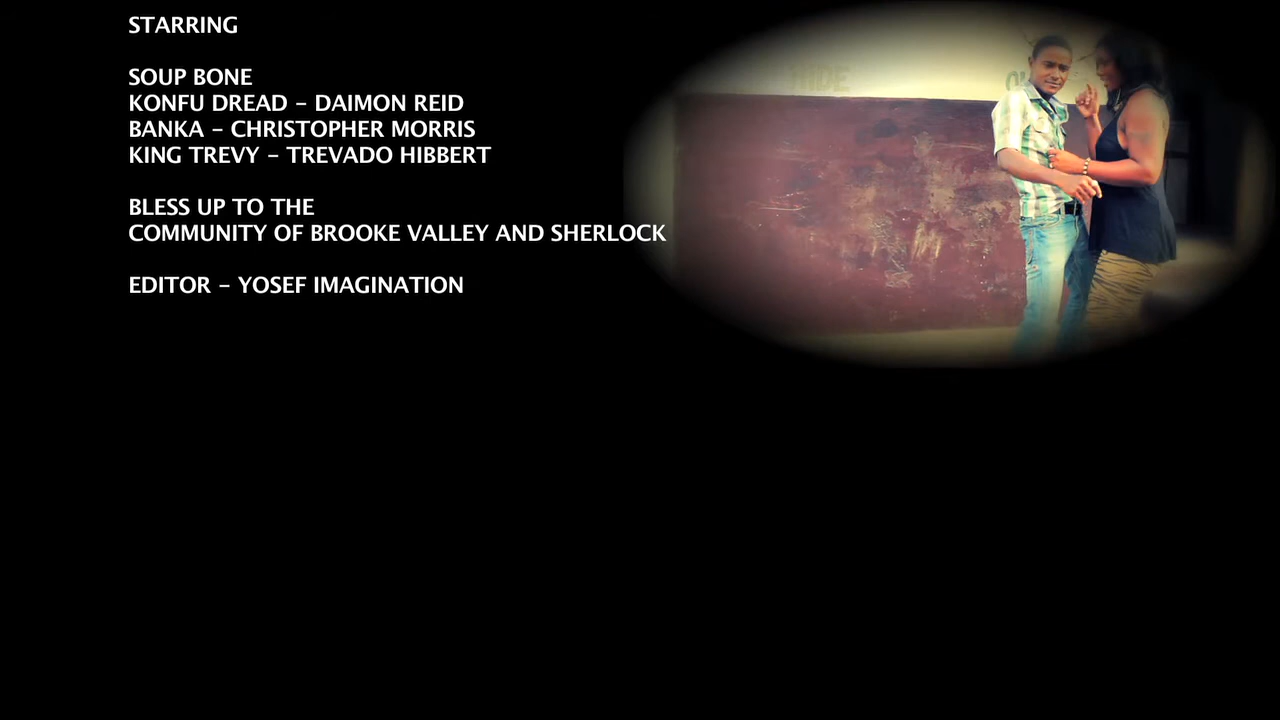 STARRING
SOUP BONE
KONFU DREAD – DAIMON REID
BANKA – CHRISTOPHER MORRIS
KING TREVY – TREVADO HIBBERT
BLESS UP TO THE
COMMUNITY OF BROOKE VALLEY AND SHERLOCK
EDITOR – YOSEF IMAGINATION